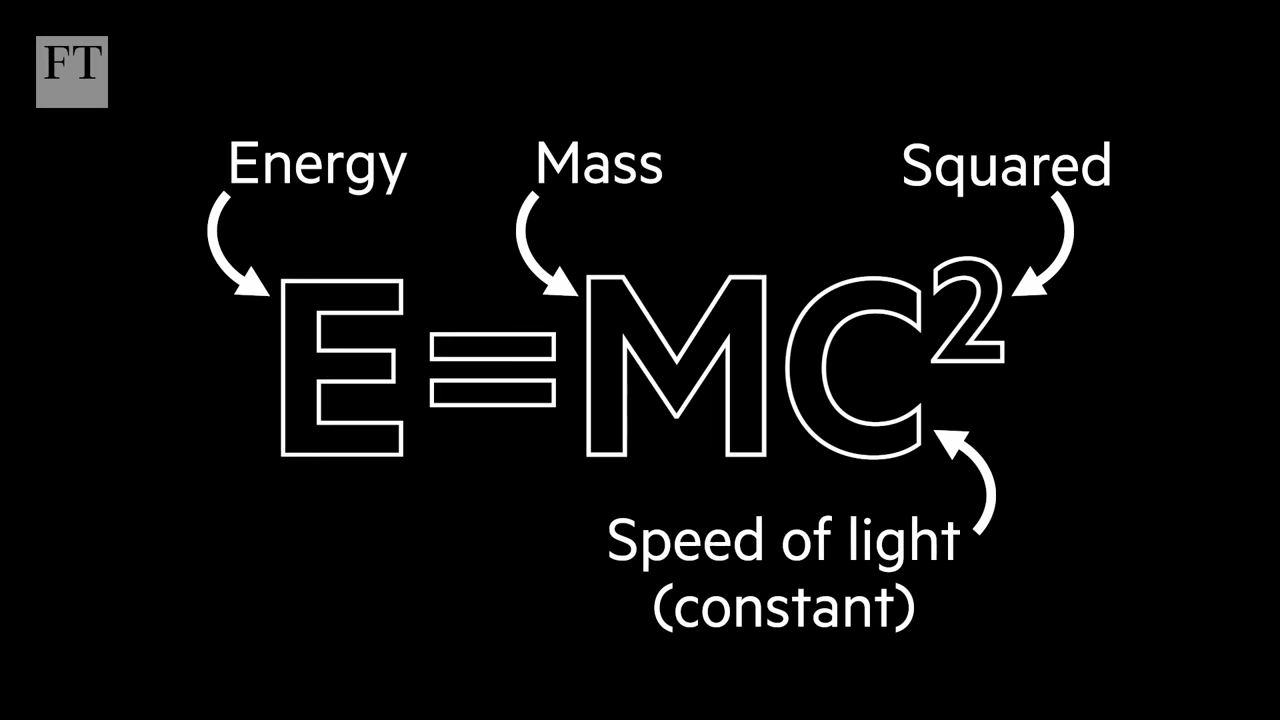 FT
Energy
Mass
Squared
E=MC²
Speed of light
(constant)